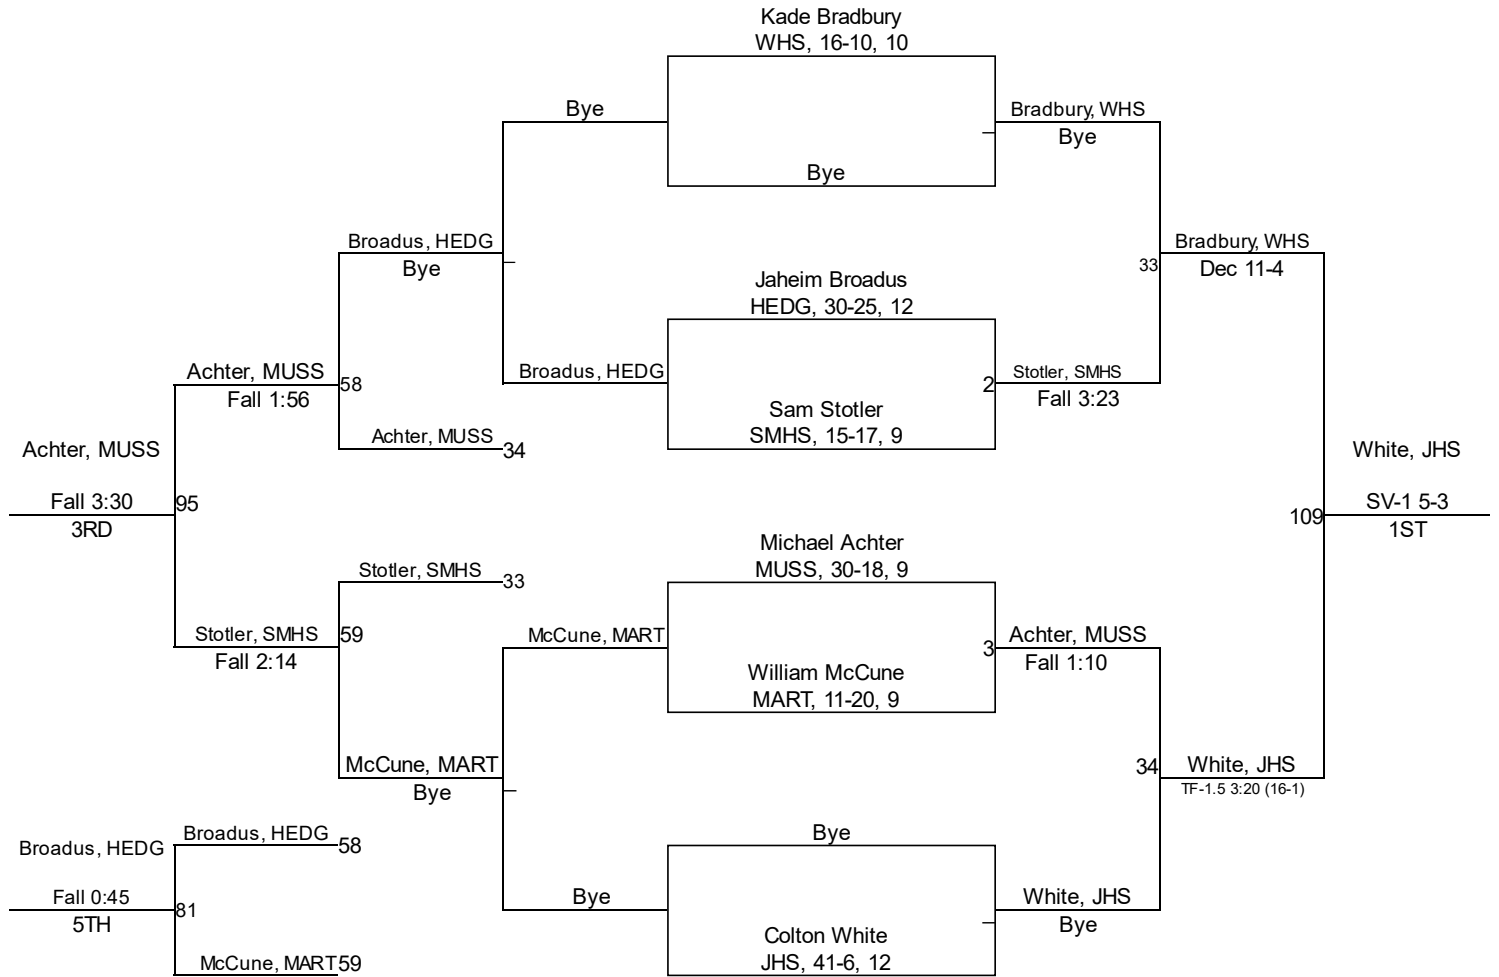 Kade Bradbury
WHS, 16-10, 10
Bye
Bradbury, WHS
Bye
Bye
Broadus, HEDG
Bye
Bradbury, WHS
33
Dec 11-4
Jaheim Broadus
HEDG, 30-25, 12
Achter, MUSS
58
Fall 1:56
Broadus, HEDG
2
Stotler, SMHS
Fall 3:23
Sam Stotler
SMHS, 15-17, 9
Achter, MUSS
34
Achter, MUSS
Fall 3:30
95
3RD
White, JHS
SV-1 5-3
109
1ST
Michael Achter
MUSS, 30-18, 9
Stotler, SMHS
33
Stotler, SMHS
59
Fall 2:14
McCune, MART
3
Achter, MUSS
Fall 1:10
William McCune
MART, 11-20, 9
McCune, MART
Bye
34
White, JHS
TF-1.5 3:20 (16-1)
Broadus, HEDG
Broadus, HEDG
58
Bye
Fall 0:45
81
5TH
Bye
White, JHS
Bye
Colton White
JHS, 41-6, 12
McCune, MART
59